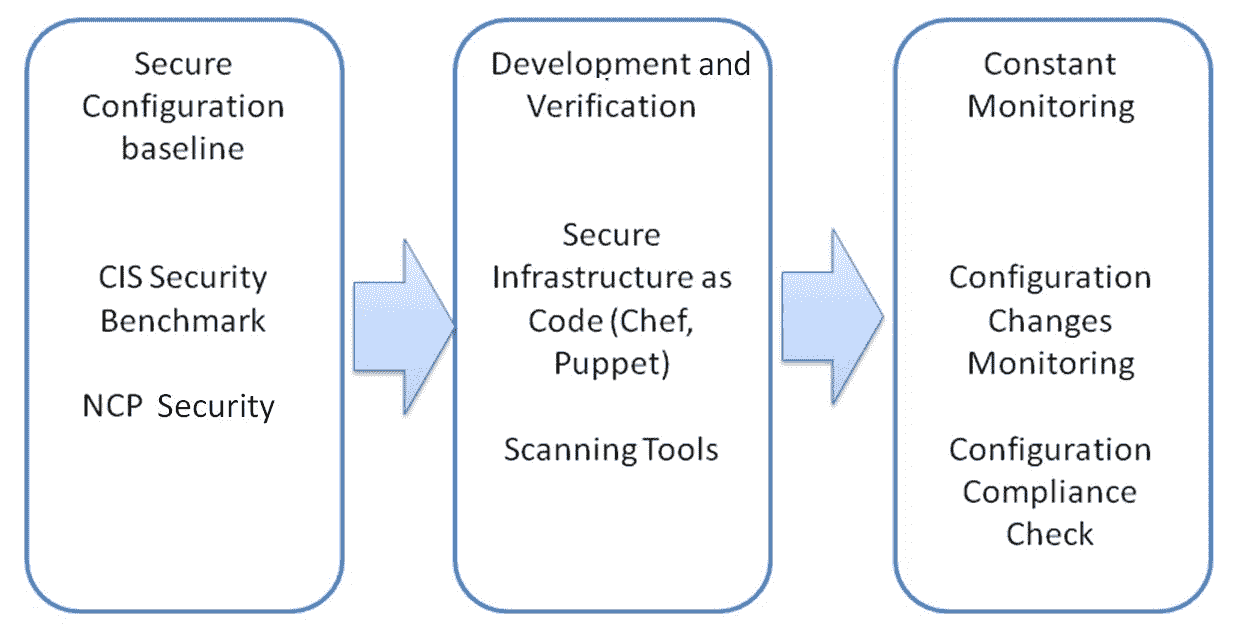 Secure
Configuration
baseline
CIS Security
Benchmark
NCP Security
Development and
Verification
Secure
Infrastructure as
Code (Chef,
Puppet)
Scanning Tools
Constant
Monitoring
Configuration
Changes
Monitoring
Configuration
Compliance
Check